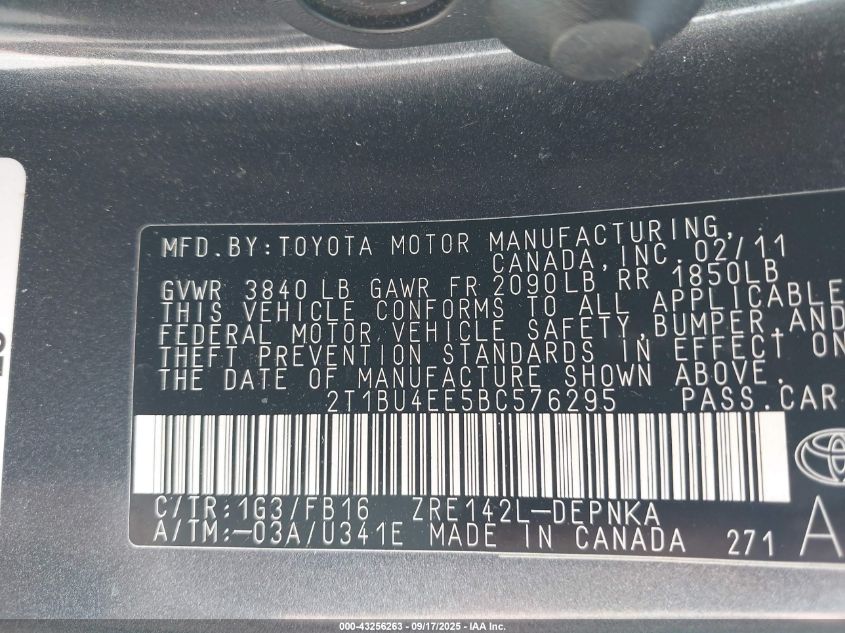 MFD.BY:TOYOTA MOTOR MANUFACTURING,
CANADA,INC.02/11
GVWR 3840LB GAWR FR 2090LB RR 1850LB
THIS VEHICLE CONFORMS TO ALL APPLICABLE
FEDERAL MOTOR VEHICLE SAFETY,BUMPER,AND
THEFT PREVENTION STANDARDS IN EFFECT ON
THE DATE OF MANUFACTURE SHOWN ABOVE.
2T1BU4EE5BC576295 PASS.CAR
C/TR:1G3/FB16 ZRE142L-DEPNKA
A/TM:-03A/U341E MADE IN CANADA 271 A
000-43256263 - 09/17/2025 - IAA Inc.